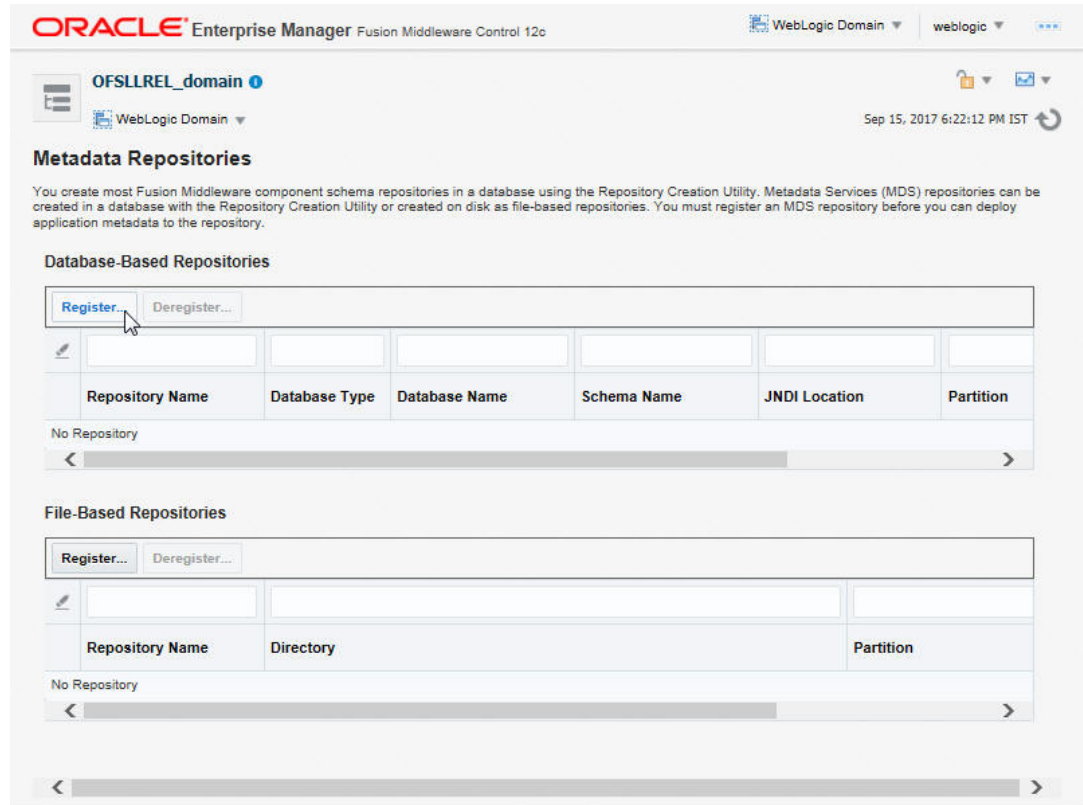 ORACLE Enterprise Manager Fusion Middleware Control 12c
WebLogic Domain
weblogic
OFSLLREL_domain
WebLogic Domain
Sep 15, 2017 6:22:12 PM IST
Metadata Repositories
You create most Fusion Middleware component schema repositories in a database using the Repository Creation Utility. Metadata Services (MDS) repositories can be
created in a database with the Repository Creation Utility or created on disk as file-based repositories. You must register an MDS repository before you can deploy
application metadata to the repository.
Database-Based Repositories
Register... Deregister...
Repository Name Database Type Database Name Schema Name JNDI Location Partition
No Repository
File-Based Repositories
Register... Deregister...
Repository Name Directory Partition
No Repository